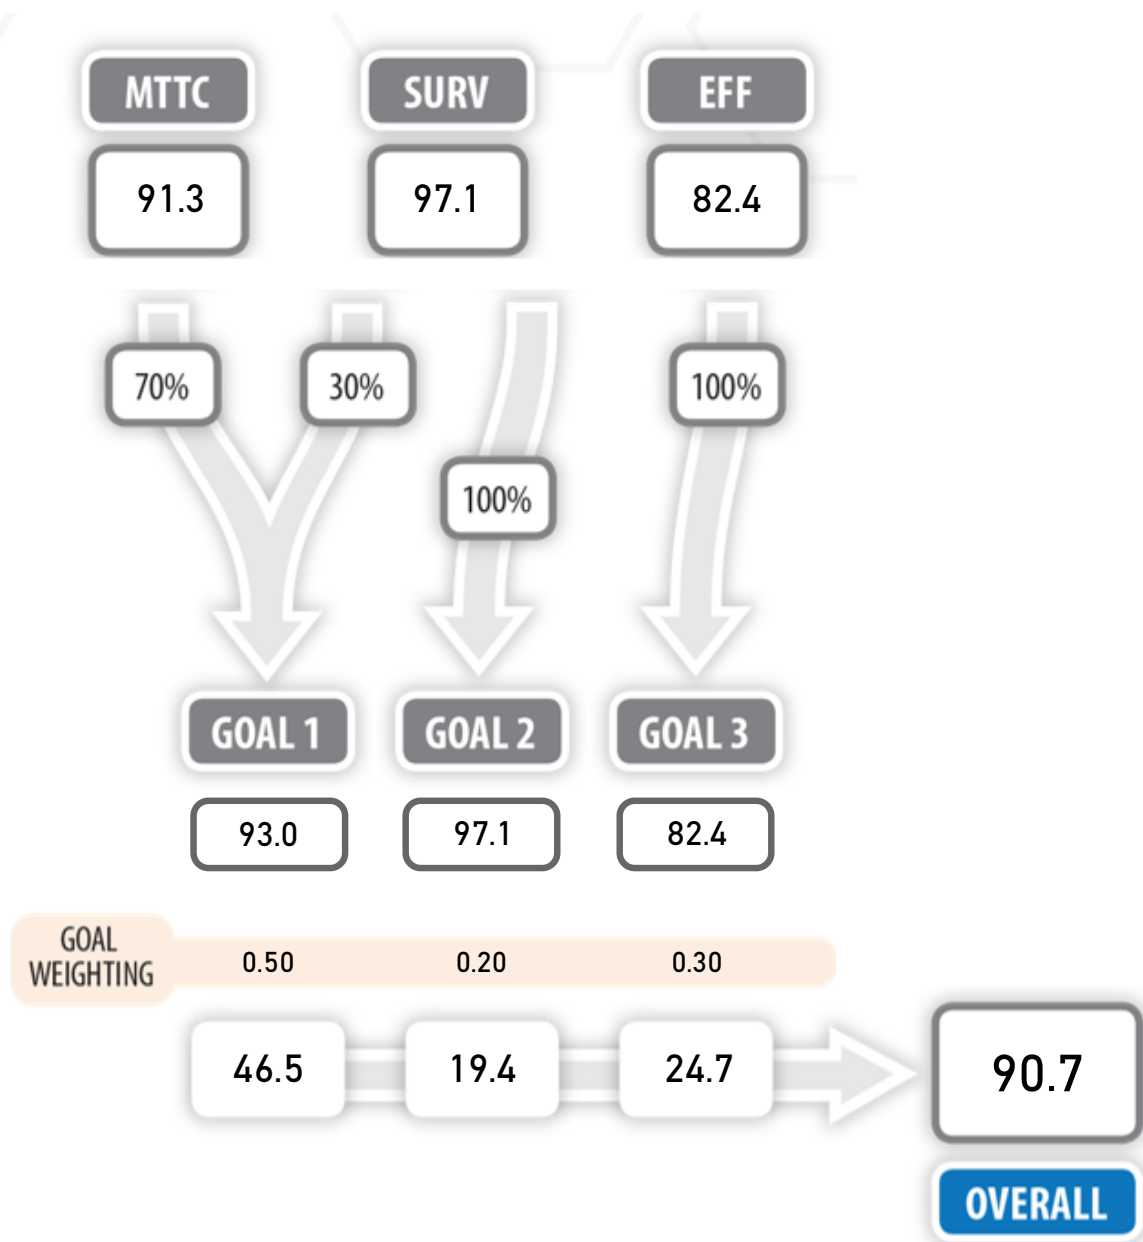 MTTC
SURV
EFF
91.3
97.1
82.4
70%
30%
100%
100%
GOAL 1
GOAL 2
GOAL 3
93.0
97.1
82.4
GOAL
WEIGHTING
0.50
0.20
0.30
46.5
19.4
24.7
90.7
OVERALL